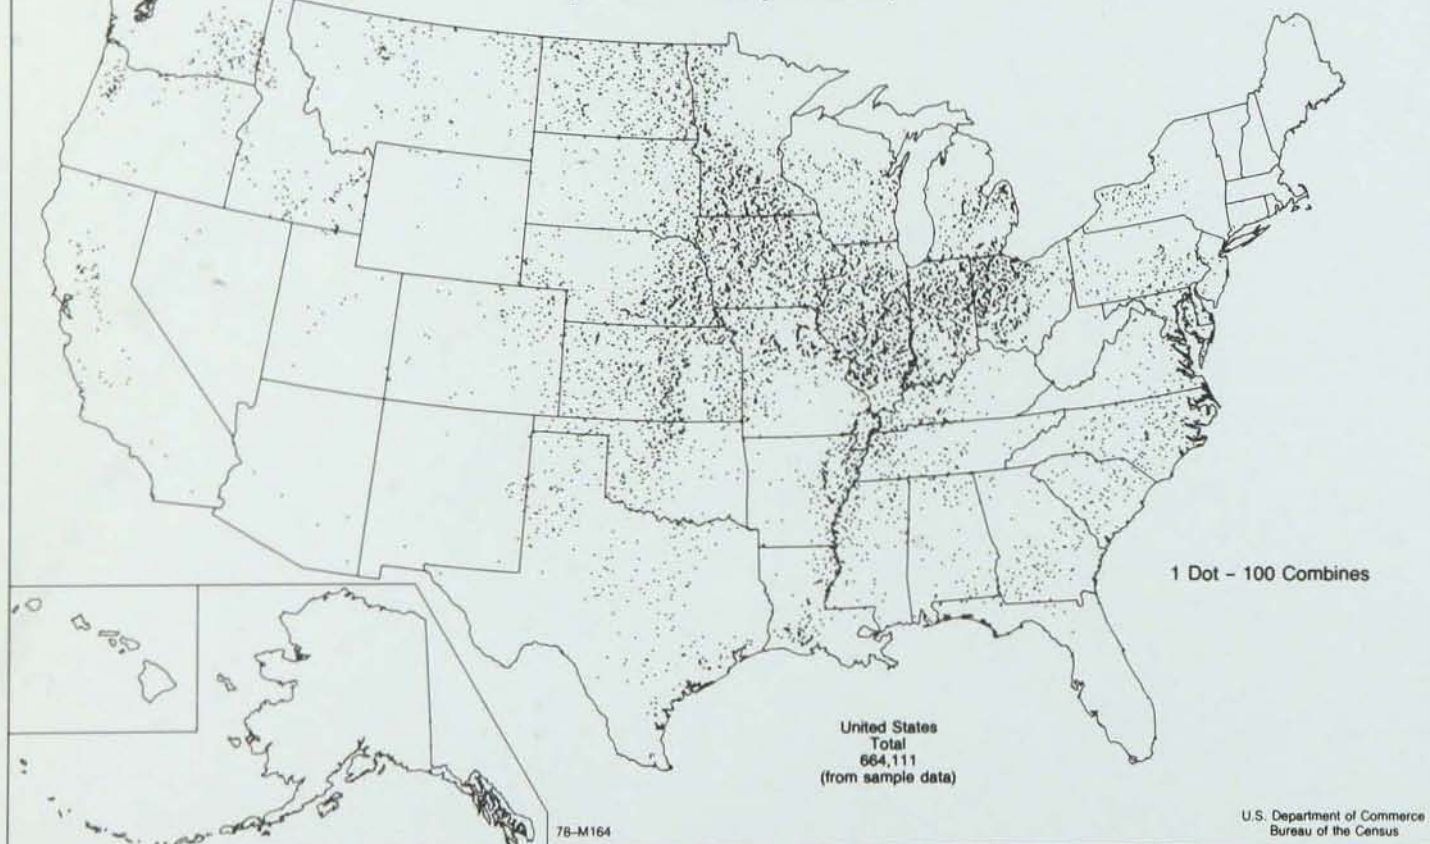 1 Dot – 100 Combines
United States
Total
664,111
(from sample data)
78–M164
U.S. Department of Commerce
Bureau of the Census